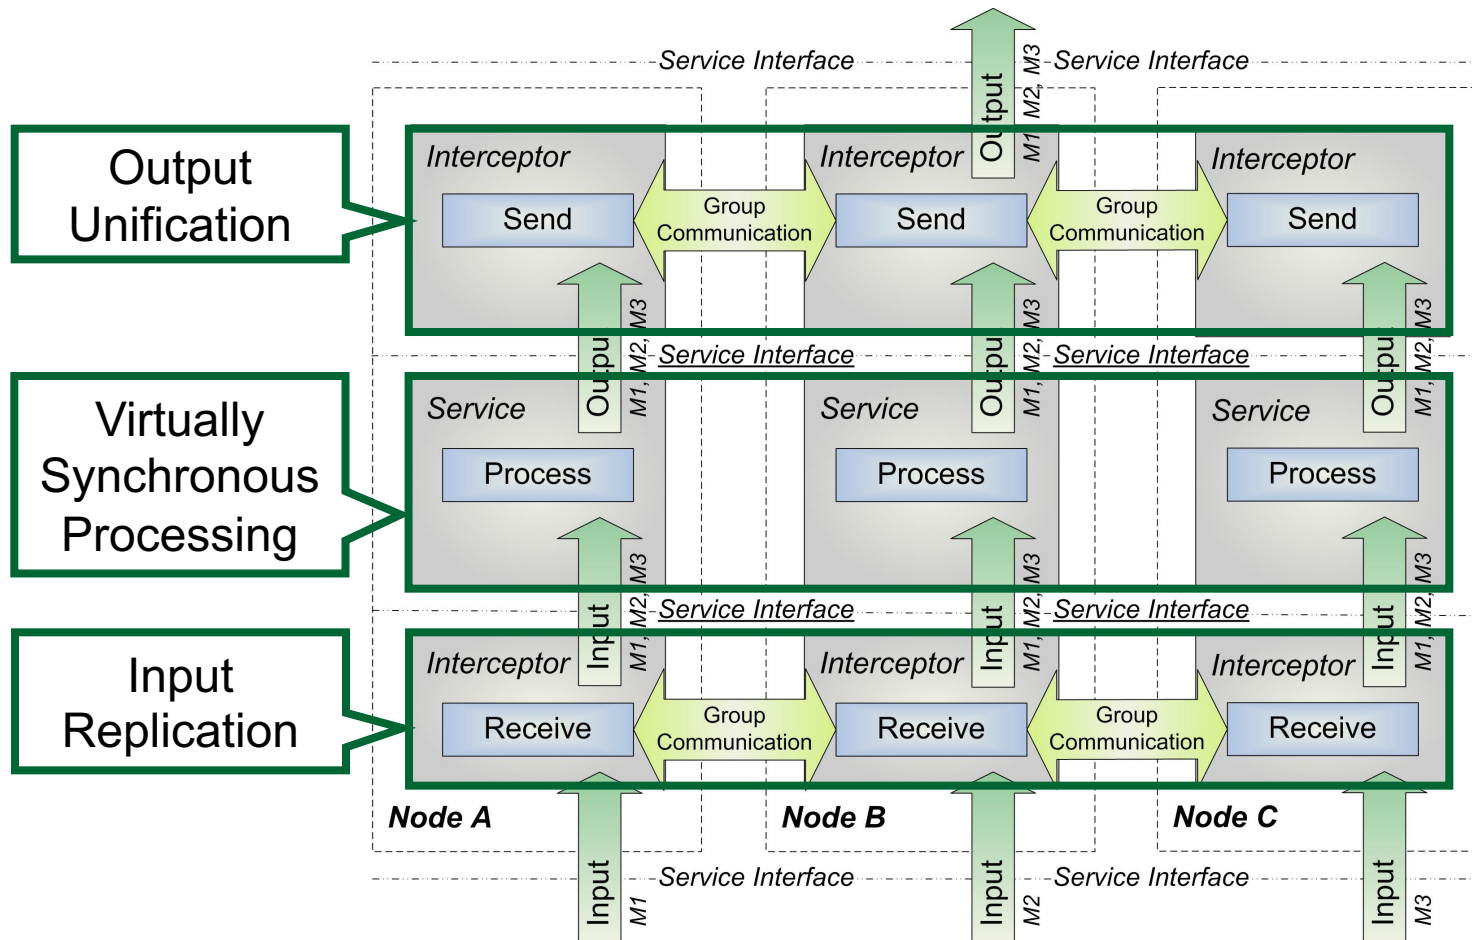 Output
M1, M2, M3
Service Interface
Service Interface
Output
Unification
Interceptor
Interceptor
Interceptor
Send
Group
Communication
Send
Group
Communication
Send
Output
M1, M2, M3
Output
M1, M2, M3
Output
M1, M2, M3
Service Interface
Service Interface
Virtually
Synchronous
Processing
Service
Service
Service
Process
Process
Process
Input
M1, M2, M3
Input
M1, M2, M3
Input
M1, M2, M3
Service Interface
Service Interface
Input
Replication
Interceptor
Interceptor
Interceptor
Receive
Group
Communication
Receive
Group
Communication
Receive
Node A
Node B
Node C
Service Interface
Service Interface
Input
M1
Input
M2
Input
M3